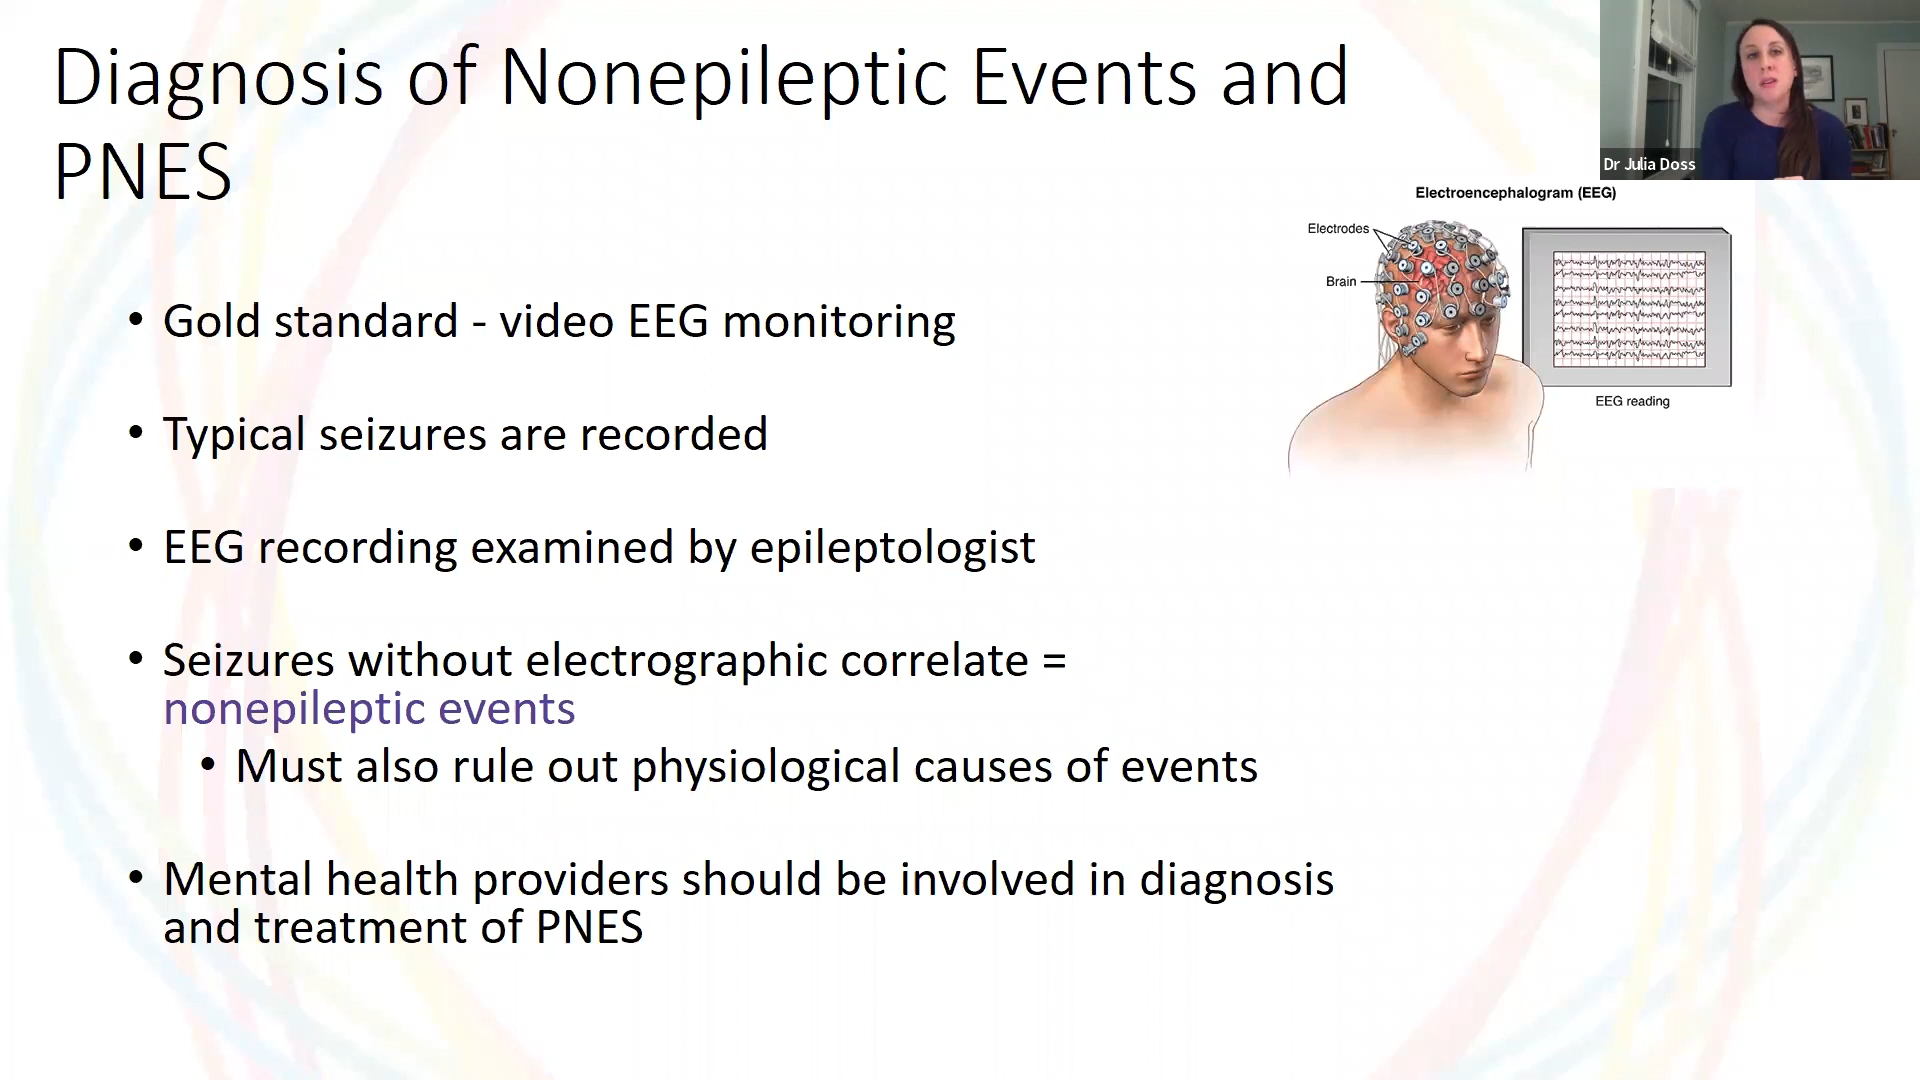 Diagnosis of Nonepileptic Events and
PNES
Dr Julia Doss
Electroencephalogram (EEG)
Electrodes
Brain
EEG reading
• Gold standard - video EEG monitoring
• Typical seizures are recorded
• EEG recording examined by epileptologist
• Seizures without electrographic correlate =
nonepileptic events
• Must also rule out physiological causes of events
• Mental health providers should be involved in diagnosis
and treatment of PNES